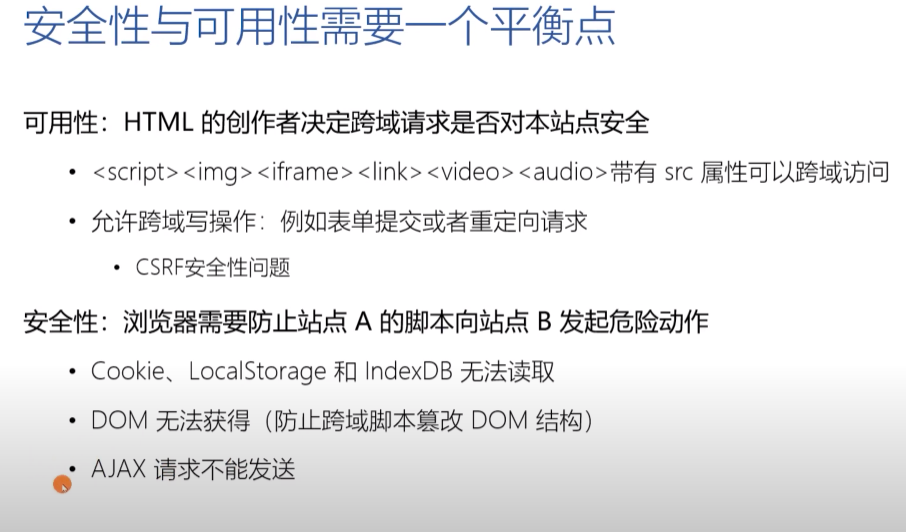 安全性与可用性需要一个平衡点
可用性：HTML 的创作者决定跨域请求是否对本站点安全
• <script><img><iframe><link><video><audio>带有 src 属性可以跨域访问
• 允许跨域写操作：例如表单提交或者重定向请求
• CSRF安全性问题
安全性：浏览器需要防止站点 A 的脚本向站点 B 发起危险动作
• Cookie、LocalStorage 和 IndexDB 无法读取
• DOM 无法获得（防止跨域脚本篡改 DOM 结构）
• AJAX 请求不能发送